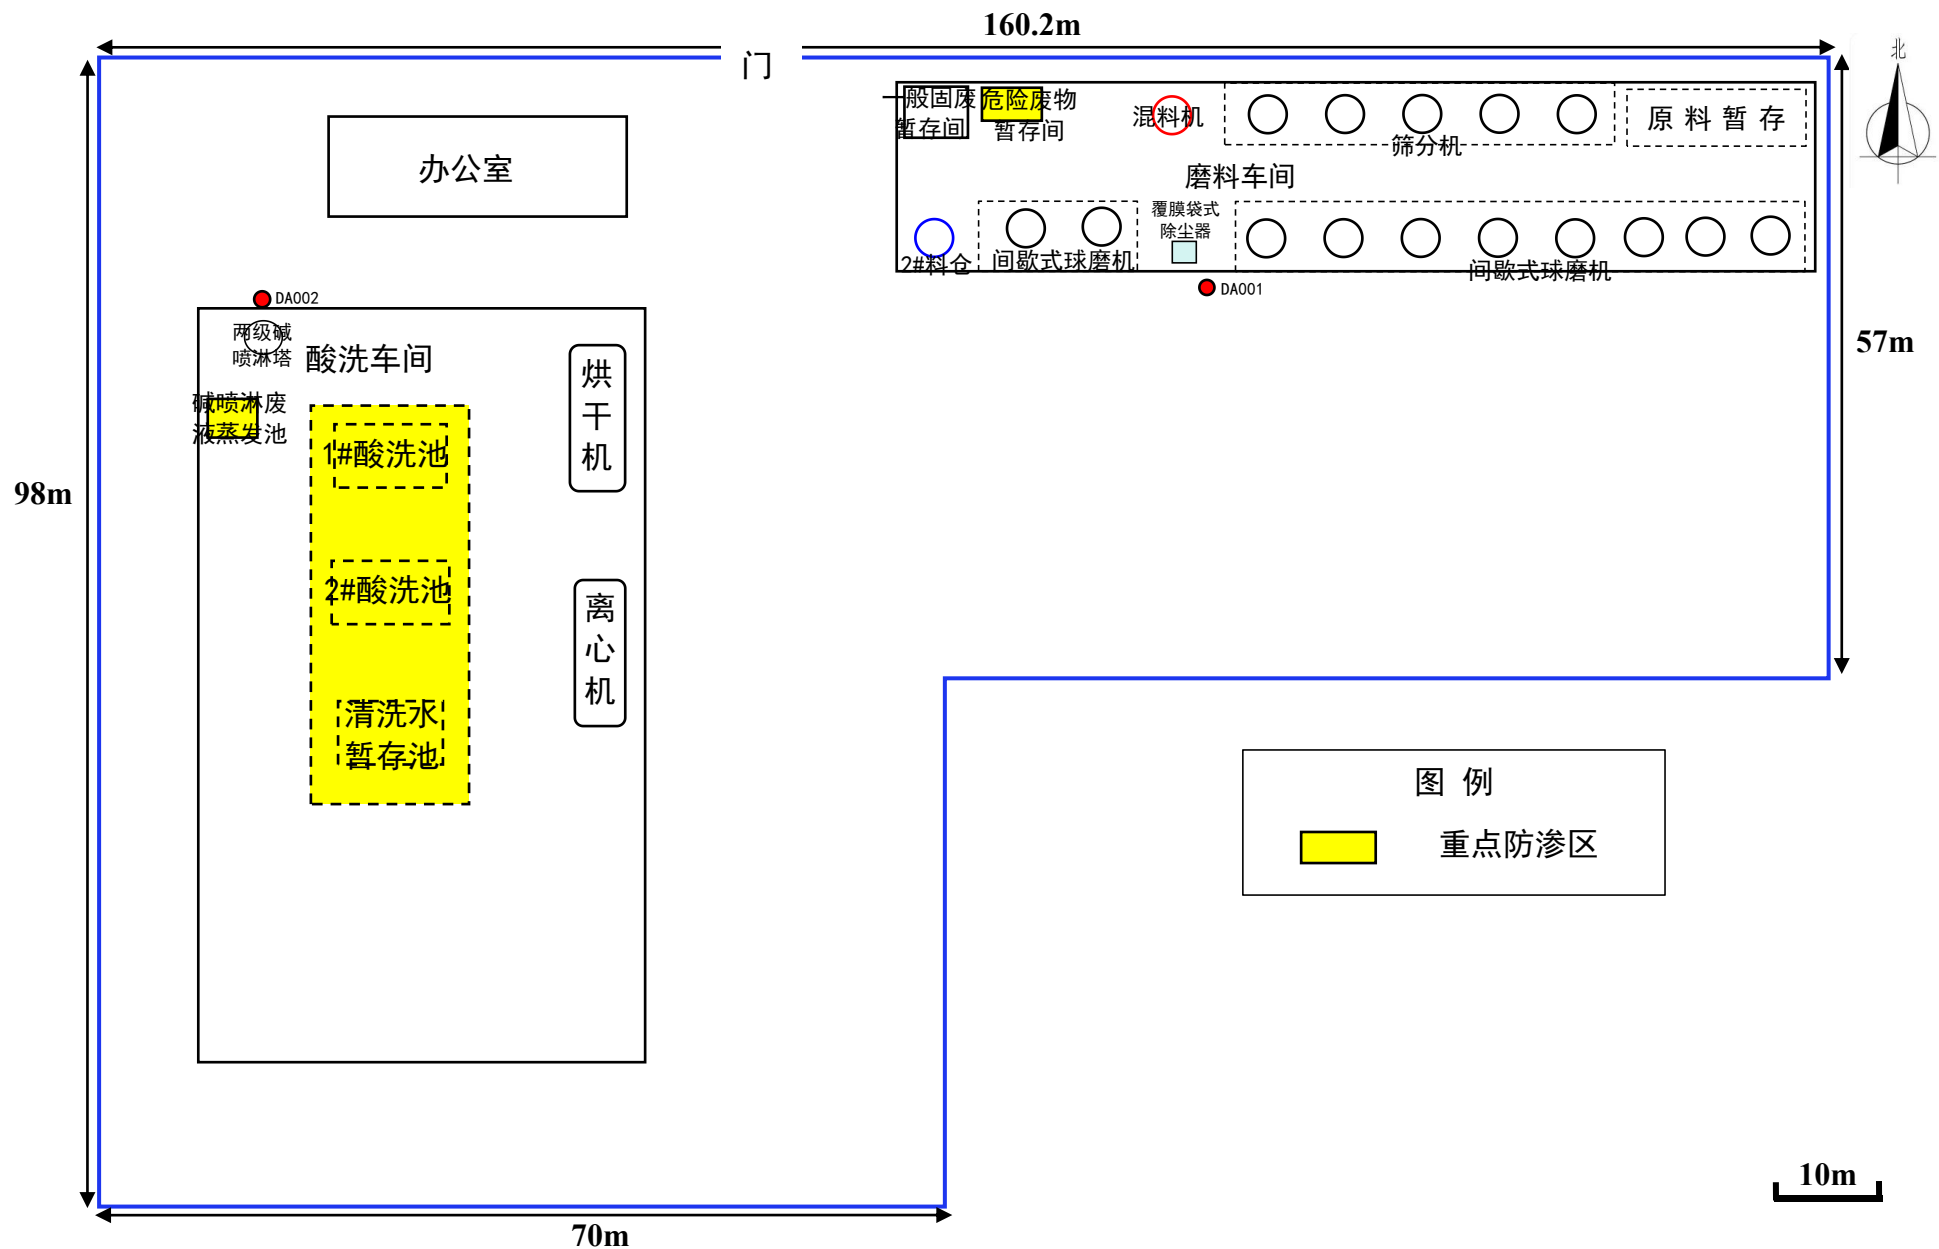 160.2m
门
北
一般固废
暂存间
危险废物
暂存间
混料机
筛分机
原料暂存
办公室
磨料车间
覆膜袋式
除尘器
2#料仓
间歇式球磨机
间歇式球磨机
DA002
DA001
两级碱
喷淋塔
酸洗车间
烘
干
机
57m
碱喷淋废
液蒸发池
1#酸洗池
98m
2#酸洗池
离
心
机
清洗水
暂存池
图 例
重点防渗区
10m
70m